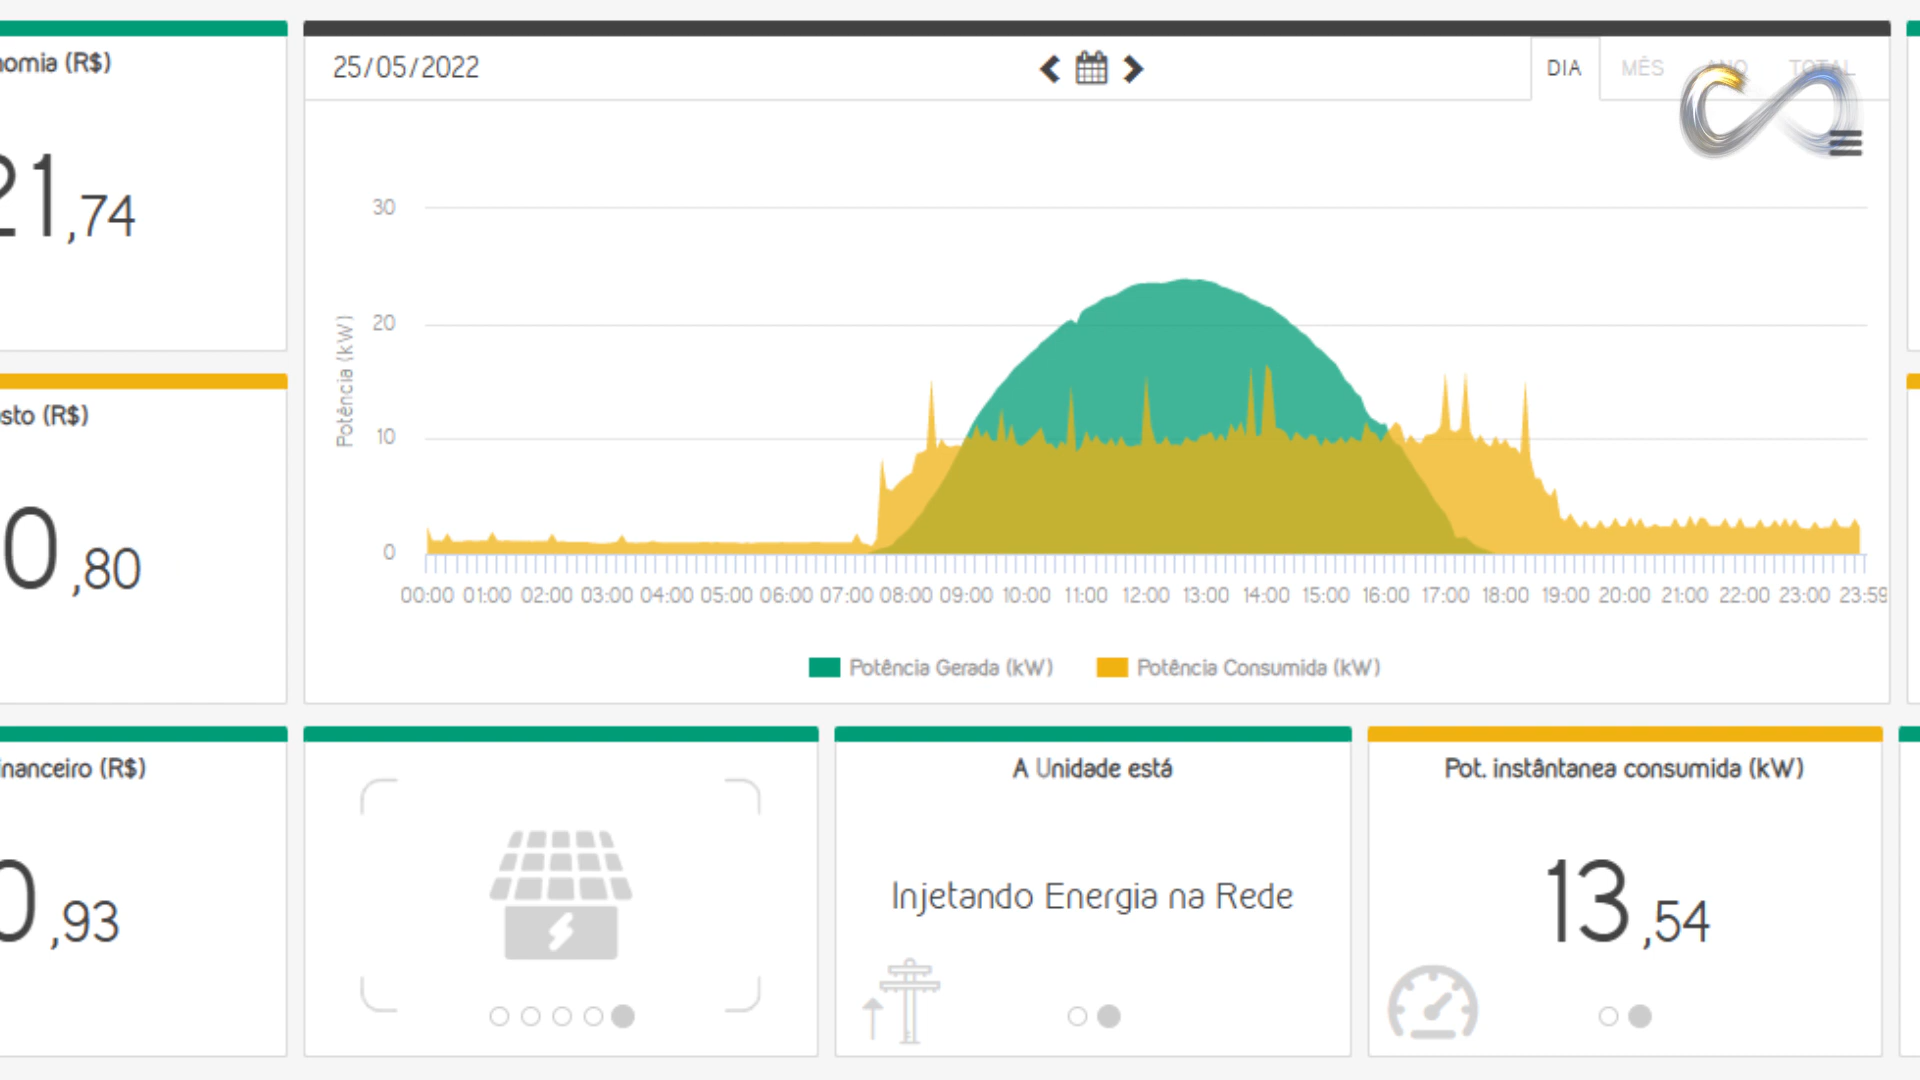 nomia (R$)
21,74
sto (R$)
0,80
inanceiro (R$)
0,93
25/05/2022
DIA MÊS ANO TOTAL
Potência (kW)
30
20
10
0
00:00 01:00 02:00 03:00 04:00 05:00 06:00 07:00 08:00 09:00 10:00 11:00 12:00 13:00 14:00 15:00 16:00 17:00 18:00 19:00 20:00 21:00 22:00 23:00 23:59
Potência Gerada (kW) Potência Consumida (kW)
A Unidade está
Injetando Energia na Rede
Pot. instântanea consumida (kW)
13,54